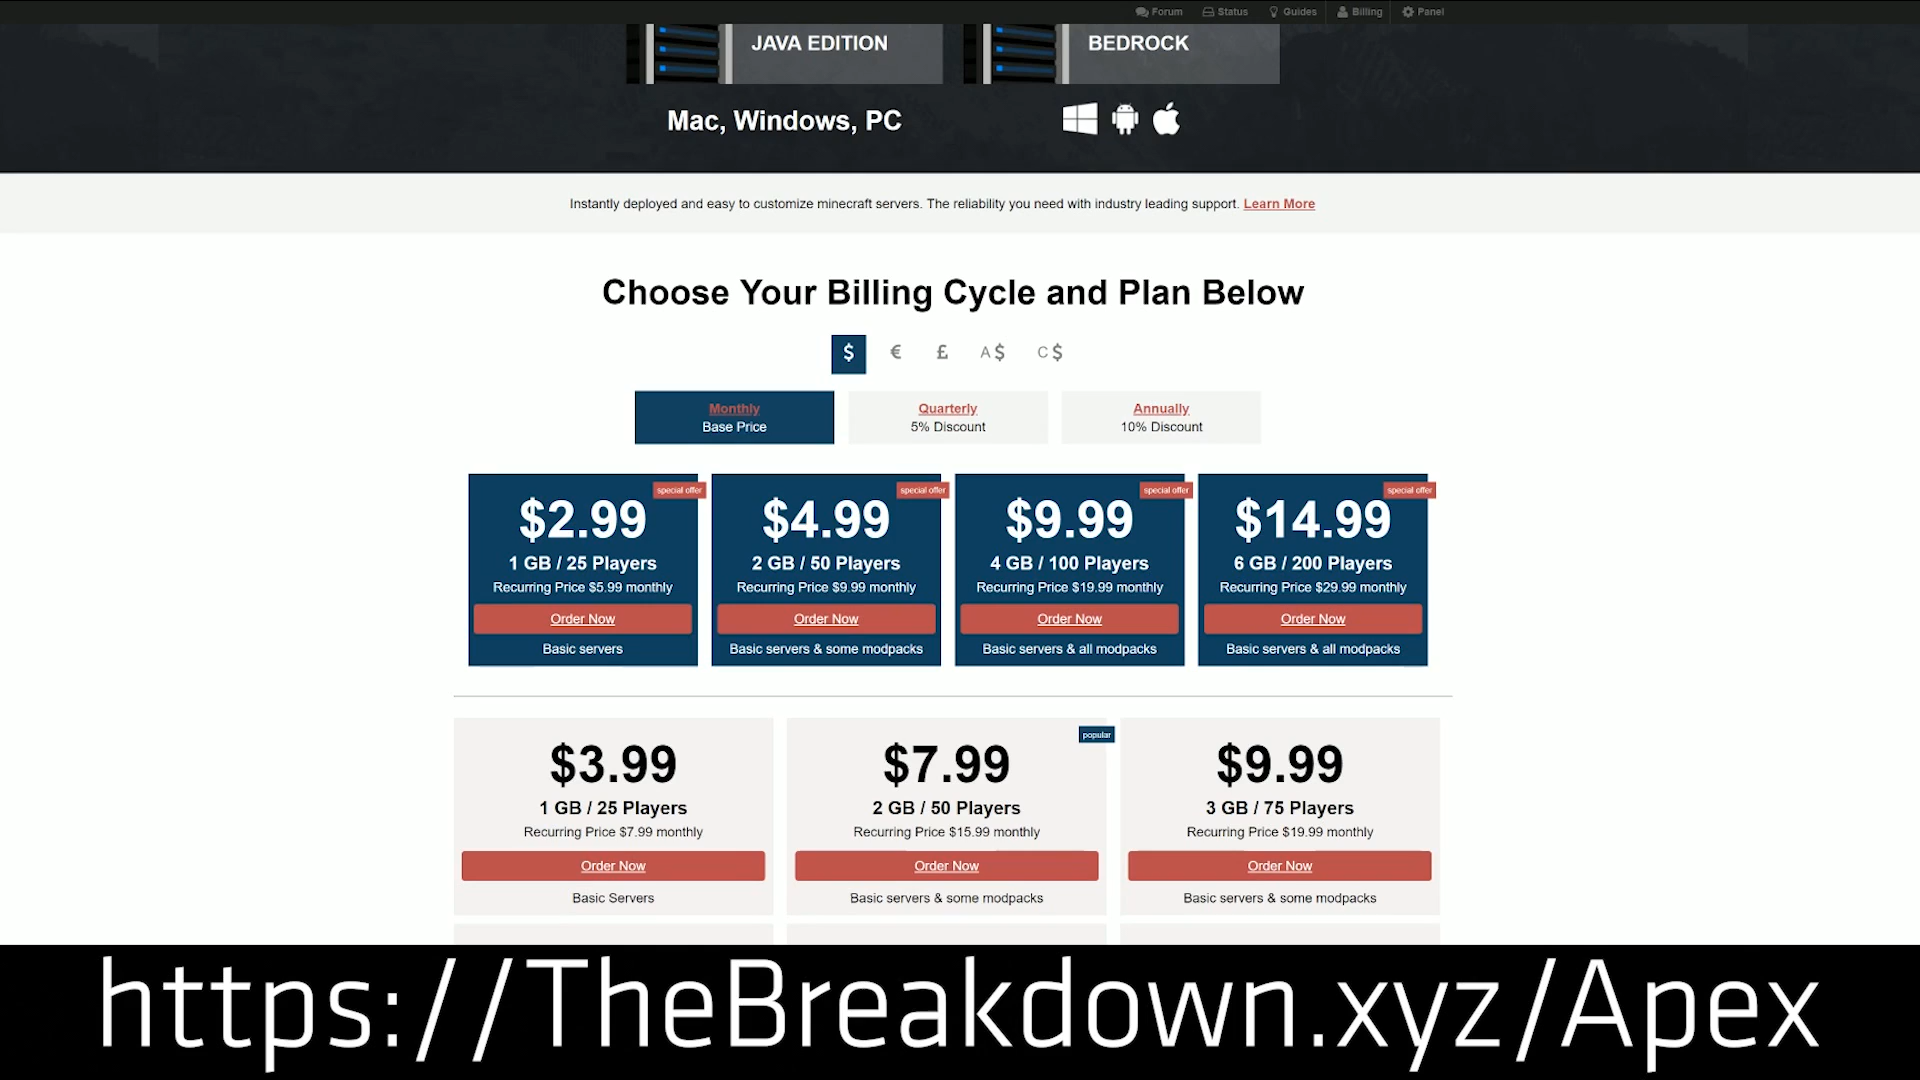 Forum Status Guides Billing Panel
JAVA EDITION BEDROCK
Mac, Windows, PC
Instantly deployed and easy to customize minecraft servers. The reliability you need with industry leading support. Learn More
Choose Your Billing Cycle and Plan Below
$ € £ A$ C$
Monthly Quarterly Annually
Base Price 5% Discount 10% Discount
special offer special offer special offer special offer
$2.99 $4.99 $9.99 $14.99
1 GB / 25 Players 2 GB / 50 Players 4 GB / 100 Players 6 GB / 200 Players
Recurring Price $5.99 monthly Recurring Price $9.99 monthly Recurring Price $19.99 monthly Recurring Price $29.99 monthly
Order Now Order Now Order Now Order Now
Basic servers Basic servers & some modpacks Basic servers & all modpacks Basic servers & all modpacks
popular
$3.99 $7.99 $9.99
1 GB / 25 Players 2 GB / 50 Players 3 GB / 75 Players
Recurring Price $7.99 monthly Recurring Price $15.99 monthly Recurring Price $19.99 monthly
Order Now Order Now Order Now
Basic Servers Basic servers & some modpacks Basic servers & some modpacks
https://TheBreakdown.xyz/Apex